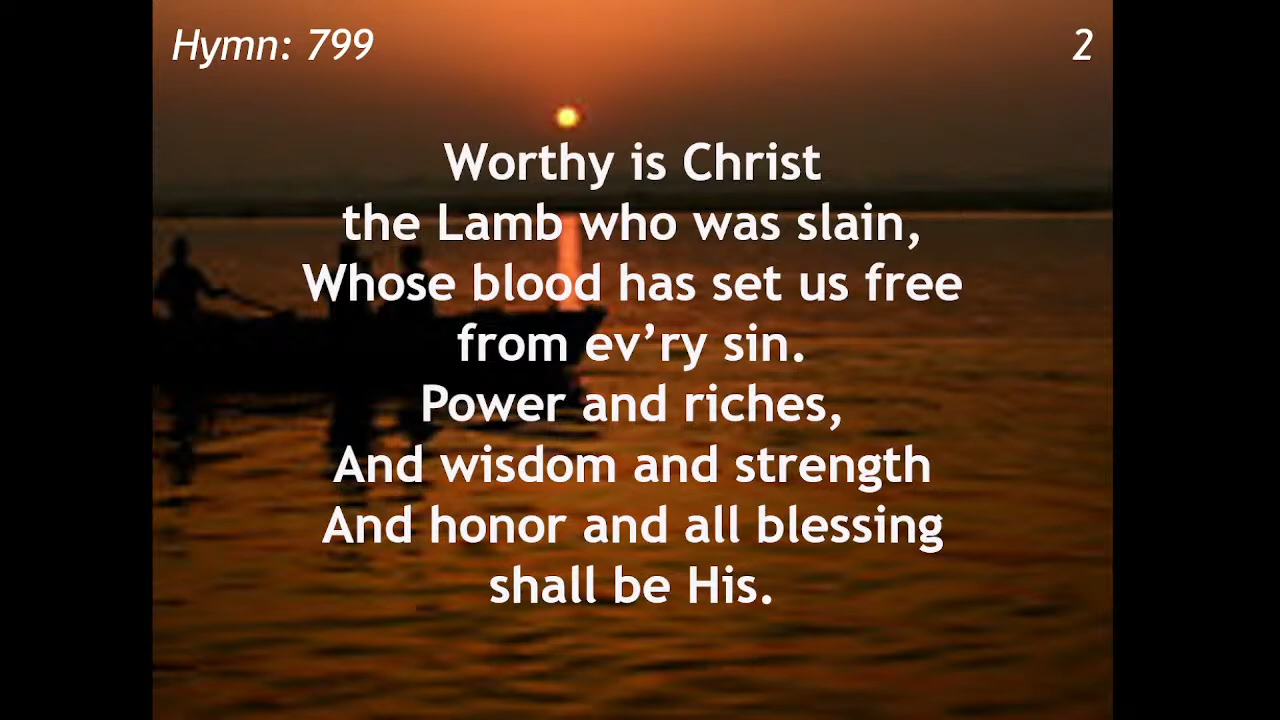 Hymn: 799
2
Worthy is Christ
the Lamb who was slain,
Whose blood has set us free
from ev’ry sin.
Power and riches,
And wisdom and strength
And honor and all blessing
shall be His.